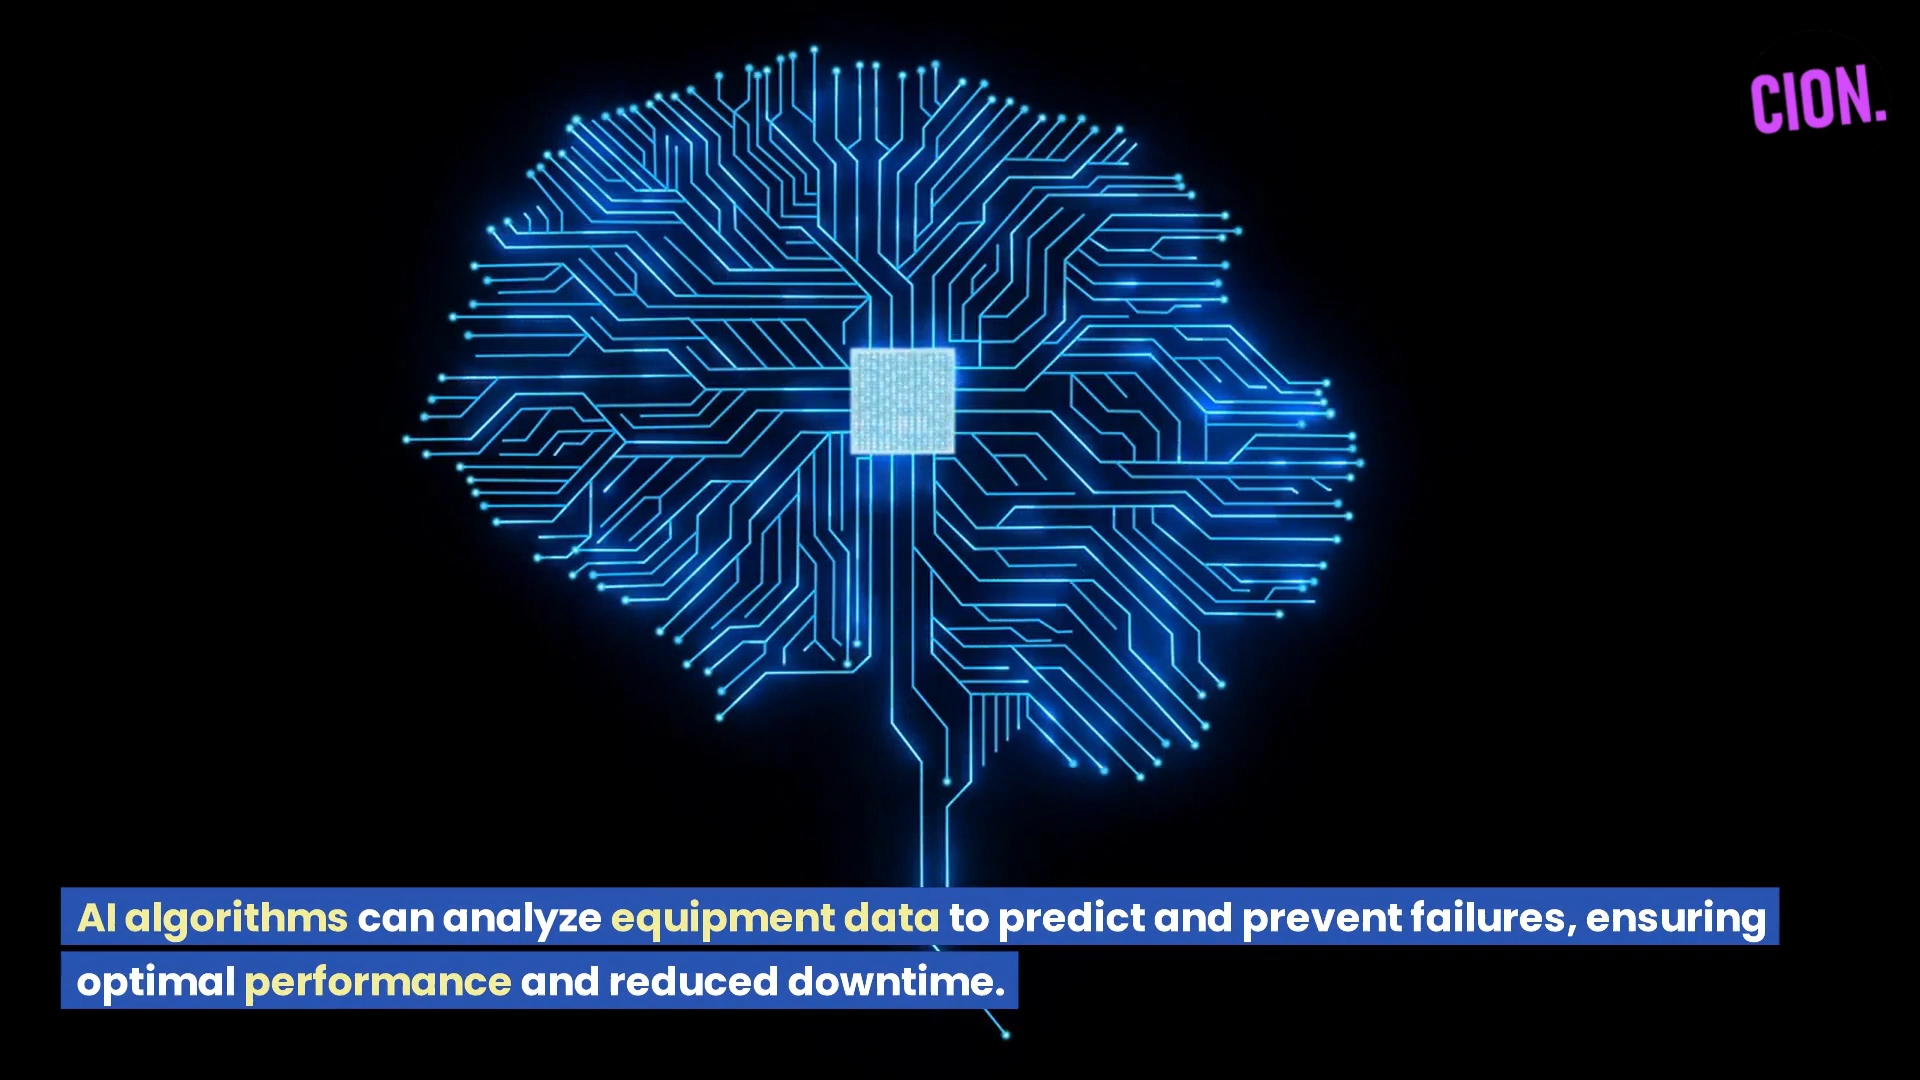 CION.
AI algorithms can analyze equipment data to predict and prevent failures, ensuring
optimal performance and reduced downtime.